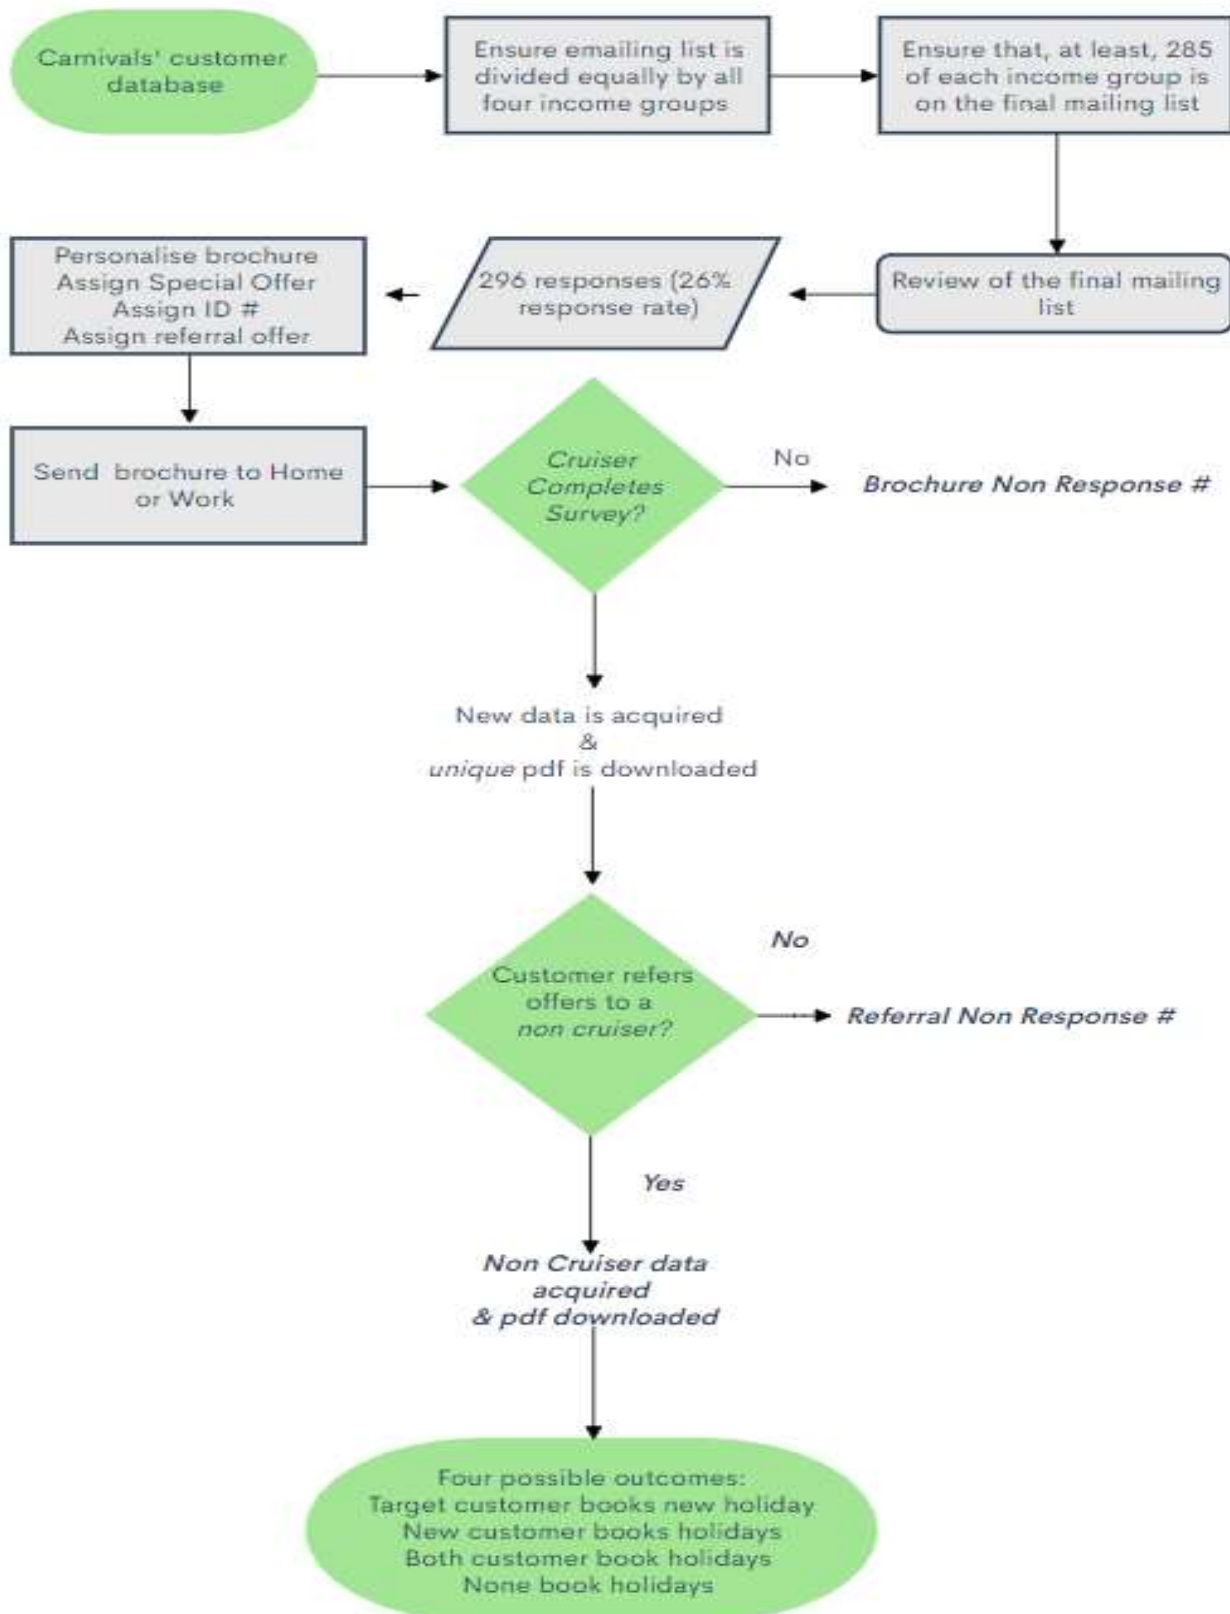 Carnivals' customer
database
Ensure emailing list is
divided equally by all
four income groups
Ensure that, at least, 285
of each income group is
on the final mailing list
Review of the final mailing
list
296 responses (26%
response rate)
Personalise brochure
Assign Special Offer
Assign ID #
Assign referral offer
Send brochure to Home
or Work
Cruiser
Completes
Survey?
No
Brochure Non Response #
New data is acquired
&
unique pdf is downloaded
Customer refers
offers to a
non cruiser?
No
Referral Non Response #
Yes
Non Cruiser data
acquired
& pdf downloaded
Four possible outcomes:
Target customer books new holiday
New customer books holidays
Both customer book holidays
None book holidays